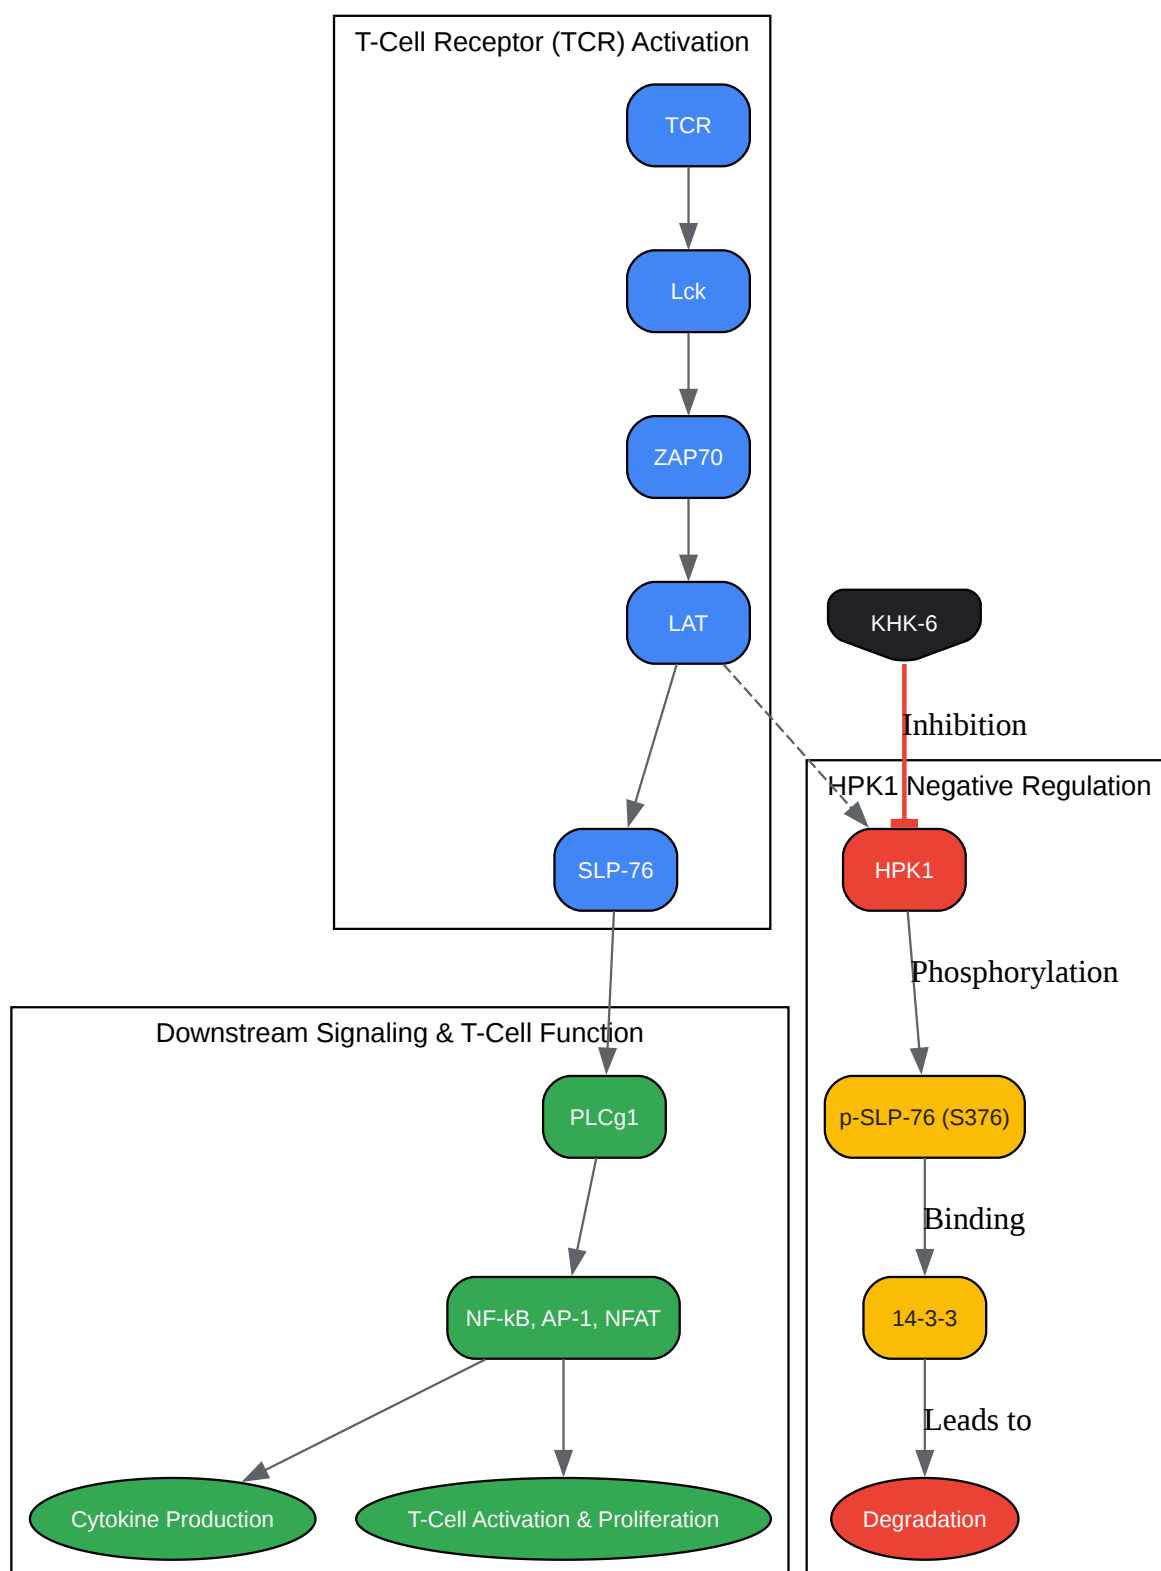 T-Cell Receptor (TCR) Activation
TCR
Lck
ZAP70
LAT
KHK-6
Inhibition
HPK1 Negative Regulation
SLP-76
HPK1
Phosphorylation
Downstream Signaling & T-Cell Function
PLCg1
p-SLP-76 (S376)
Binding
NF-kB, AP-1, NFAT
14-3-3
Leads to
Cytokine Production
T-Cell Activation & Proliferation
Degradation